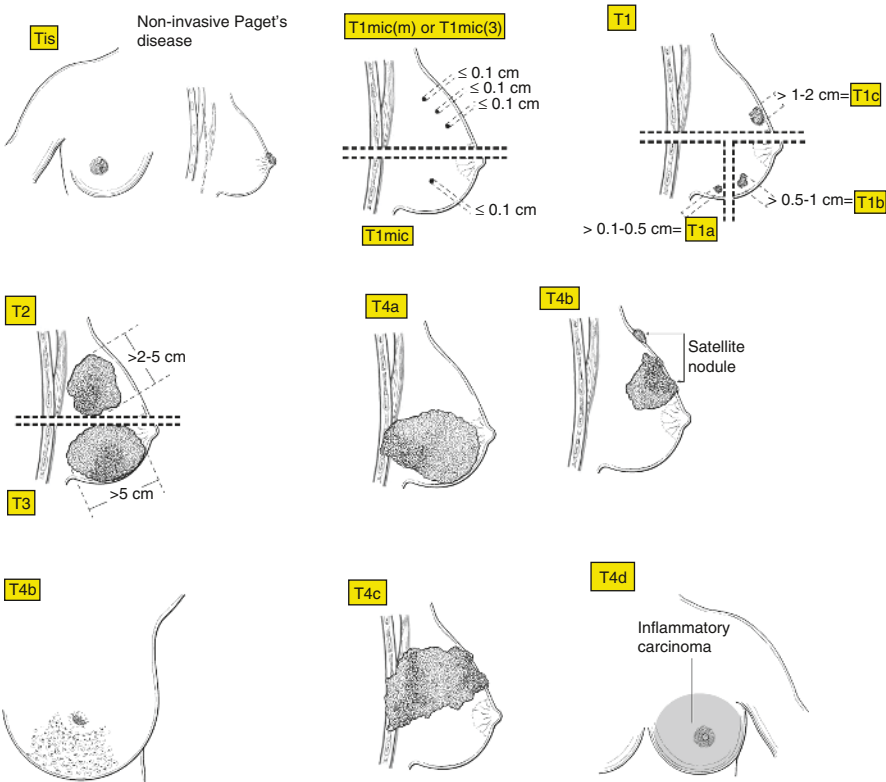 Tis
Non-invasive Paget's
disease
T1mic(m) or T1mic(3)
≤ 0.1 cm
≤ 0.1 cm
≤ 0.1 cm
≤ 0.1 cm
T1mic
T1
> 1-2 cm= T1c
> 0.5-1 cm= T1b
> 0.1-0.5 cm= T1a
T2
>2-5 cm
>5 cm
T3
T4a
T4b
Satellite
nodule
T4b
T4c
T4d
Inflammatory
carcinoma